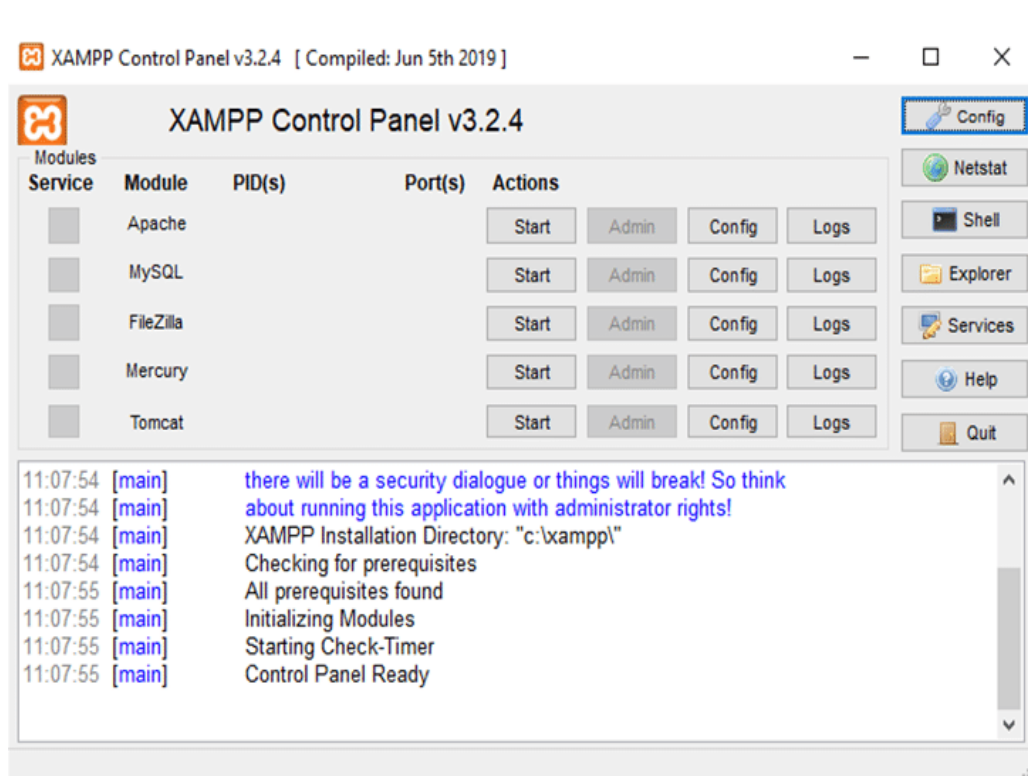 XAMPP Control Panel v3.2.4 [ Compiled: Jun 5th 2019 ]
XAMPP Control Panel v3.2.4
Config
Modules
Service Module PID(s) Port(s) Actions
Netstat
Apache Start Admin Config Logs
Shell
MySQL Start Admin Config Logs
Explorer
FileZilla Start Admin Config Logs
Services
Mercury Start Admin Config Logs
Help
Tomcat Start Admin Config Logs
Quit
11:07:54 [main] there will be a security dialogue or things will break! So think
11:07:54 [main] about running this application with administrator rights!
11:07:54 [main] XAMPP Installation Directory: "c:\xampp\"
11:07:54 [main] Checking for prerequisites
11:07:55 [main] All prerequisites found
11:07:55 [main] Initializing Modules
11:07:55 [main] Starting Check-Timer
11:07:55 [main] Control Panel Ready